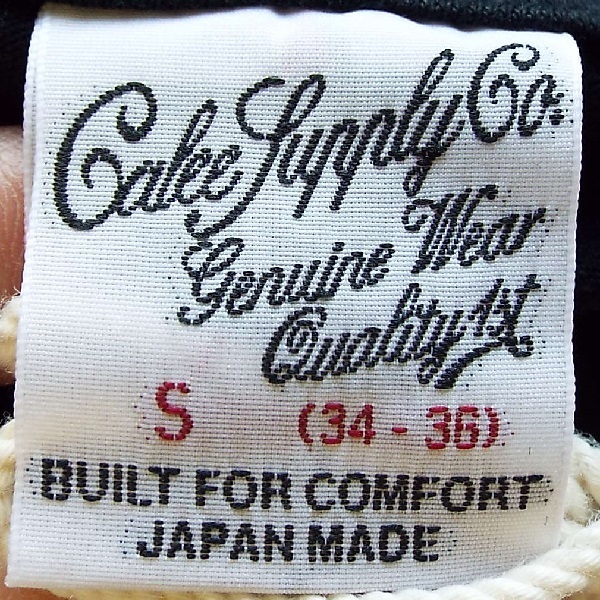 Calee Supply Co.
Genuine Wear
Quality 1st.
S (34 - 36)
BUILT FOR COMFORT
JAPAN MADE